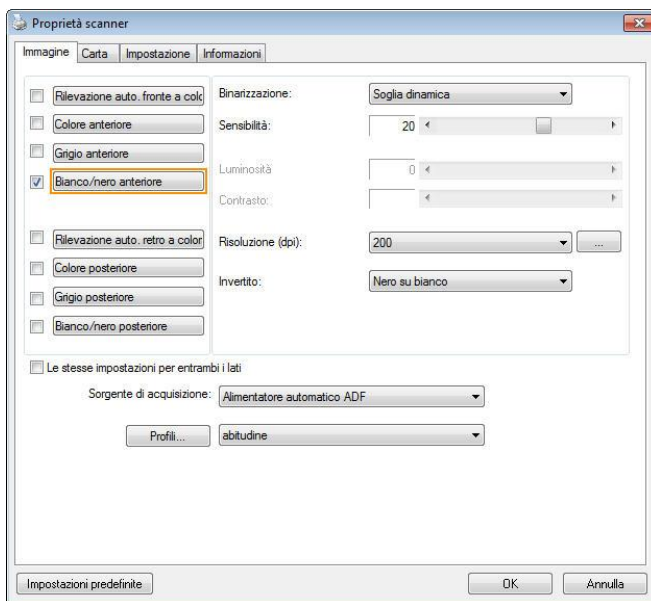 Proprietà scanner
Immagine Carta Impostazione Informazioni
Rilevazione auto. fronte a colc
Colore anteriore
Grigio anteriore
Bianco/nero anteriore
Rilevazione auto. retro a color
Colore posteriore
Grigio posteriore
Bianco/nero posteriore
Binarizzazione: Soglia dinamica
Sensibilità: 20
Luminosità 0
Contrasto:
Risoluzione (dpi): 200 ...
Invertito: Nero su bianco
Le stesse impostazioni per entrambi i lati
Sorgente di acquisizione: Alimentatore automatico ADF
Profili... abitudine
Impostazioni predefinite OK Annulla